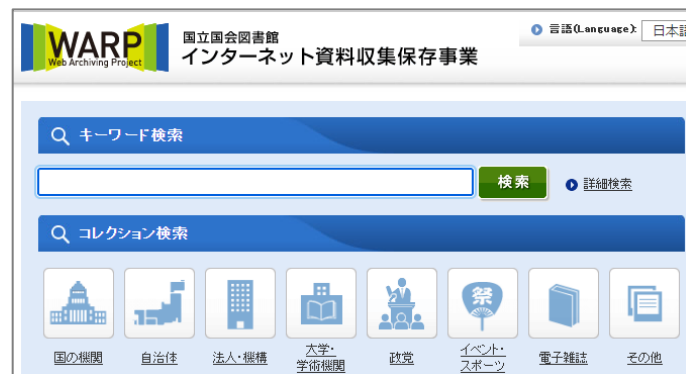 WARP
Web Archiving Project
国立国会図書館
インターネット資料収集保存事業
言語(Language): 日本語
キーワード検索
検索
詳細検索
コレクション検索
祭
国の機関
自治体
法人・機構
大学・
学術機関
政党
イベント・
スポーツ
電子雑誌
その他